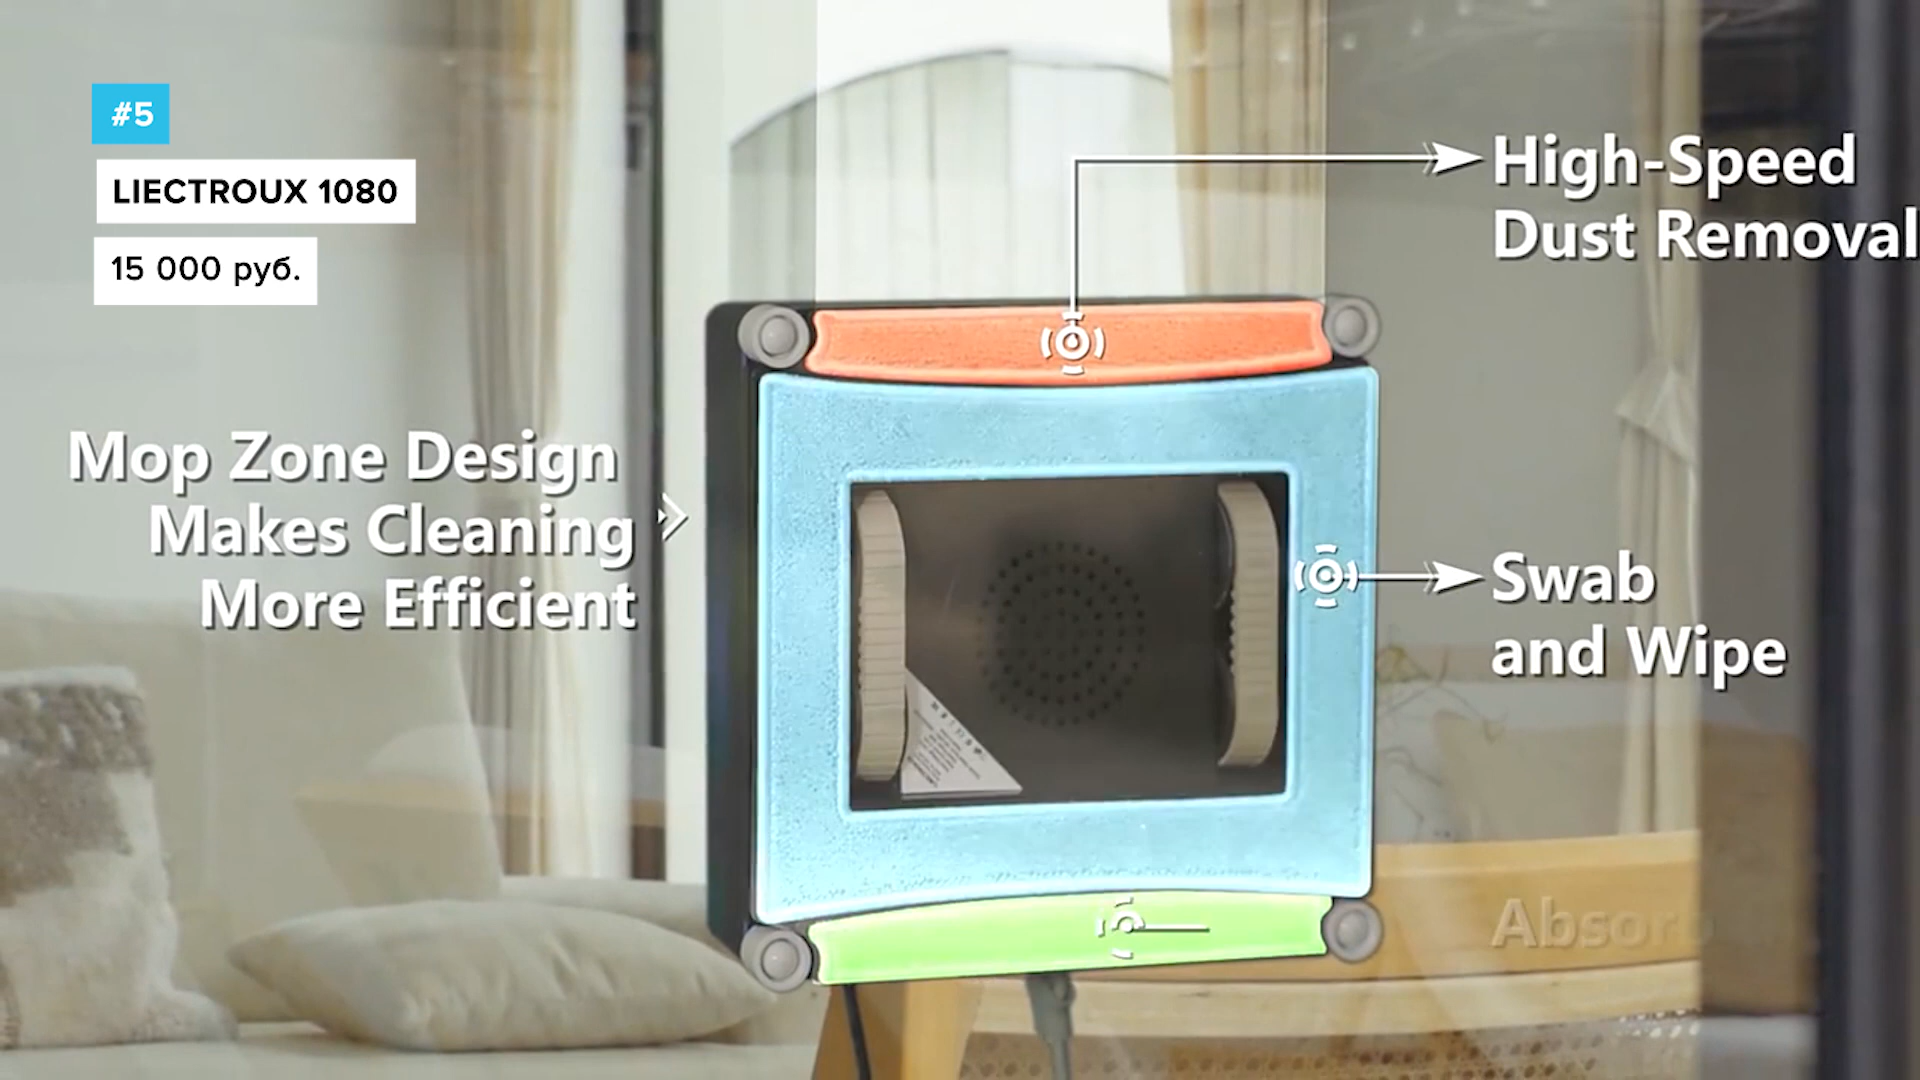 #5
LIECTROUX 1080
15 000 руб.
High-Speed
Dust Removal
Mop Zone Design
Makes Cleaning
More Efficient
Swab
and Wipe
Absorb